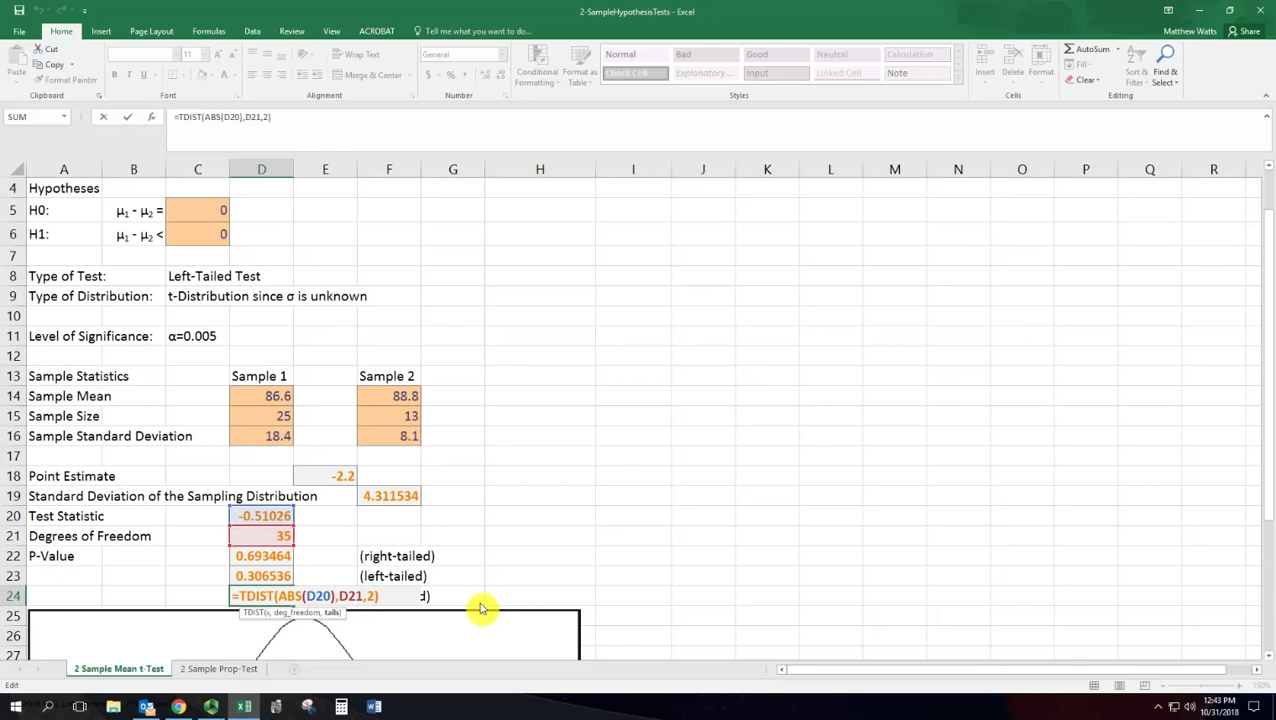 2-SampleHypothesisTests - Excel
File Home Insert Page Layout Formulas Data Review View ACROBAT Tell me what you want to do... Matthew Watts Share
Cut
Copy
Format Painter
Paste
Clipboard
11
B I U
Font
Wrap Text
Merge & Center
Alignment
General
$ % ,
Number
Conditional Formatting
Format as Table
Normal Bad Good Neutral Calculation
Check Cell Explanatory ... Input Linked Cell Note
Styles
Insert Delete Format
Cells
AutoSum
Fill
Clear
Sort & Filter
Find & Select
Editing
SUM =TDIST(ABS(D20),D21,2)
A B C D E F G H I J K L M N O P Q R
4 Hypotheses
5 H0: μ₁ - μ₂ = 0
6 H1: μ₁ - μ₂ < 0
7
8 Type of Test: Left-Tailed Test
9 Type of Distribution: t-Distribution since σ is unknown
10
11 Level of Significance: α=0.005
12
13 Sample Statistics Sample 1 Sample 2
14 Sample Mean 86.6 88.8
15 Sample Size 25 13
16 Sample Standard Deviation 18.4 8.1
17
18 Point Estimate -2.2
19 Standard Deviation of the Sampling Distribution 4.311534
20 Test Statistic -0.51026
21 Degrees of Freedom 35
22 P-Value 0.693464 (right-tailed)
23 0.306536 (left-tailed)
24 =TDIST(ABS(D20),D21,2) d)
TDIST(x, deg_freedom, tails)
25
26
27
2 Sample Mean t-Test 2 Sample Prop-Test
Edit 150%
12:43 PM
10/31/2018